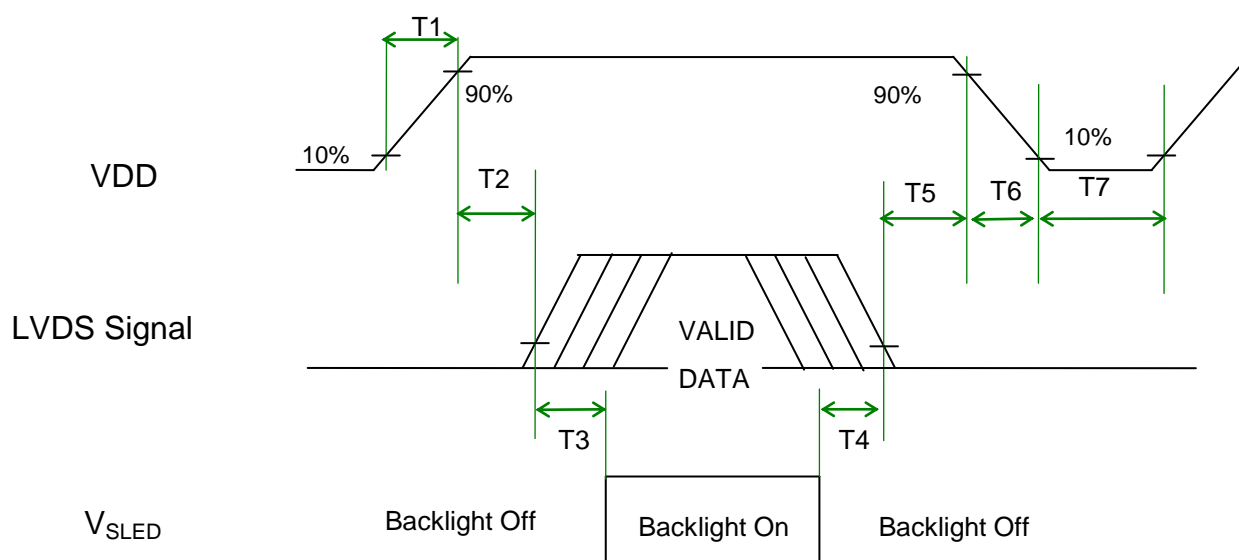 T1
90%
90%
10%
10%
VDD
T2
T5
T6
T7
LVDS Signal
VALID
DATA
T3
T4
VSLED
Backlight Off
Backlight On
Backlight Off